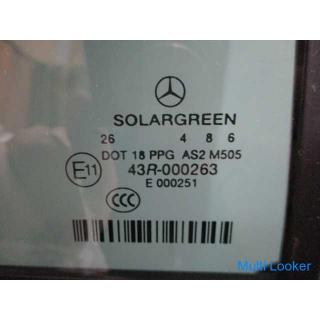 SOLARGREEN
26 4 8 6
DOT 18 PPG AS2 M505
E11 43R-000263
E 000251
CCC
Multi Looker